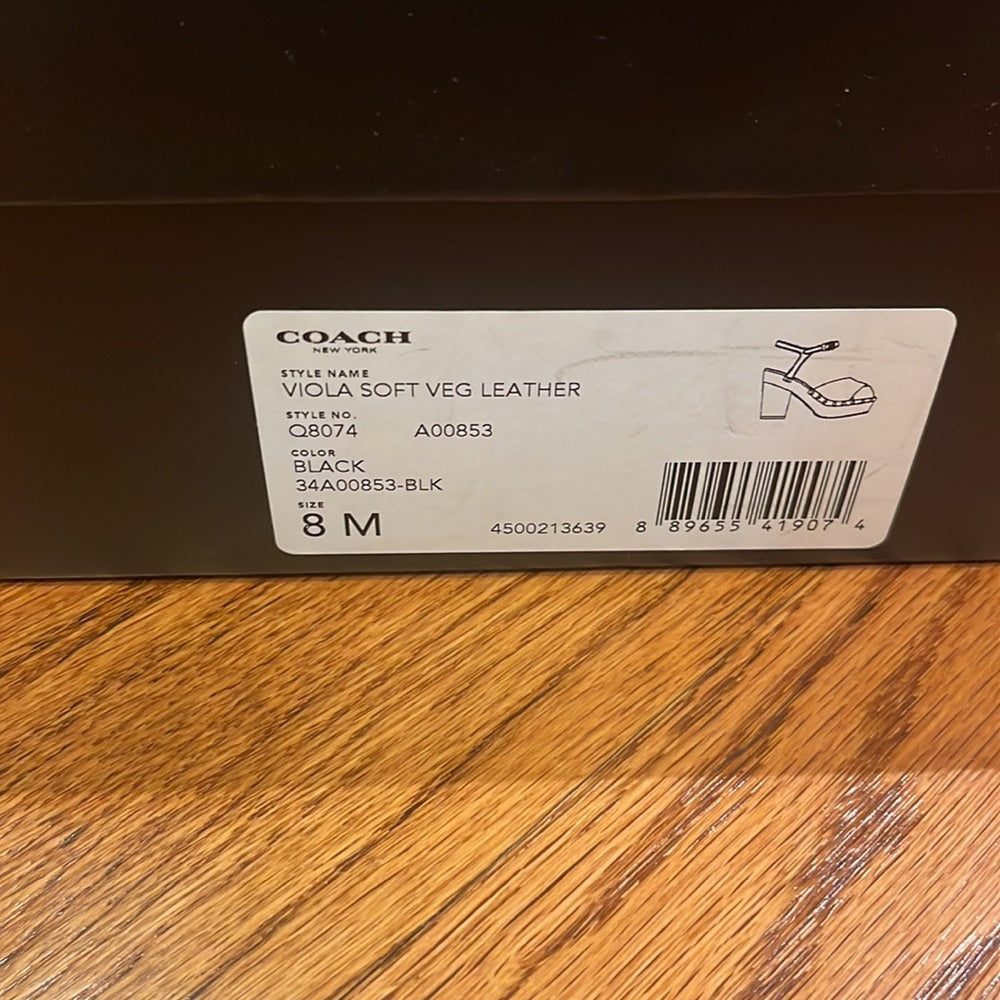 COACH
NEW YORK
STYLE NAME
VIOLA SOFT VEG LEATHER
STYLE NO.
Q8074 A00853
COLOR
BLACK
34A00853-BLK
SIZE
8 M
4500213639 8 89655 41907 4